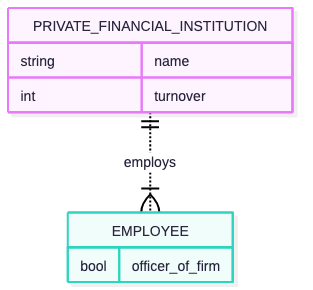 PRIVATE_FINANCIAL_INSTITUTION
string name
int turnover
employs
EMPLOYEE
bool officer_of_firm